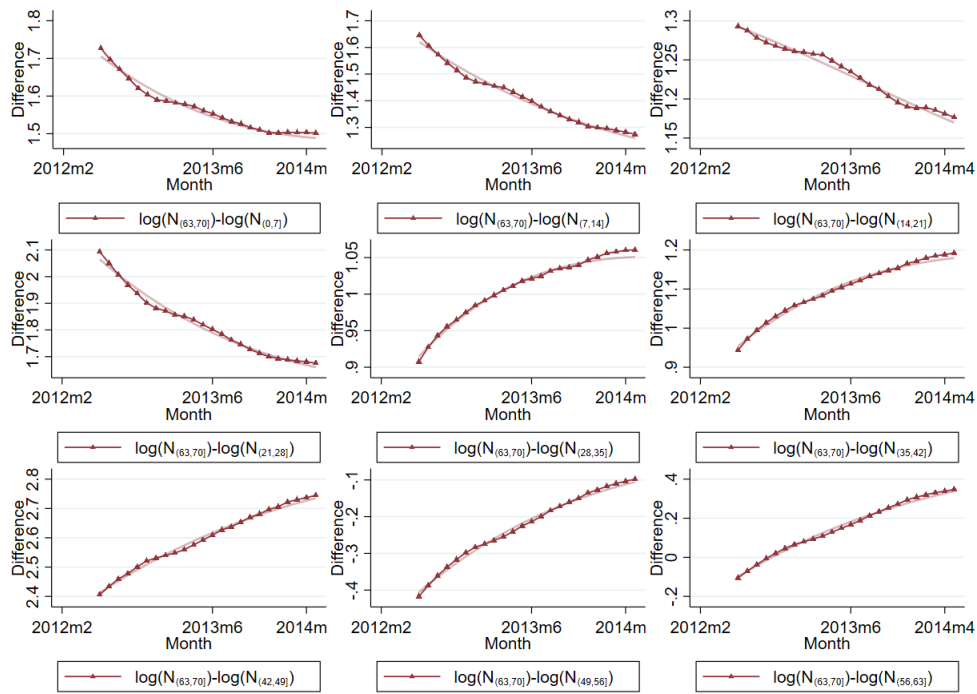 Difference
1.8
1.7
1.6
1.5
2012m2
2013m6
2014m
Month
log(N(63,70])-log(N(0,7])
Difference
1.7
1.6
1.5
1.4
1.3
2012m2
2013m6
2014m
Month
log(N(63,70])-log(N(7,14])
Difference
1.3
1.25
1.2
1.15
2012m2
2013m6
2014m4
Month
log(N(63,70])-log(N(14,21])
Difference
2.1
2
1.9
1.8
1.7
2012m2
2013m6
2014m
Month
log(N(63,70])-log(N(21,28])
Difference
1.05
1
.95
.9
2012m2
2013m6
2014m
Month
log(N(63,70])-log(N(28,35])
Difference
1.2
1.1
1
.9
2012m2
2013m6
2014m4
Month
log(N(63,70])-log(N(35,42])
Difference
2.8
2.7
2.6
2.5
2.4
2012m2
2013m6
2014m
Month
log(N(63,70])-log(N(42,49])
Difference
-.1
-.2
-.3
-.4
2012m2
2013m6
2014m
Month
log(N(63,70])-log(N(49,56])
Difference
.4
.2
0
-.2
2012m2
2013m6
2014m4
Month
log(N(63,70])-log(N(56,63])